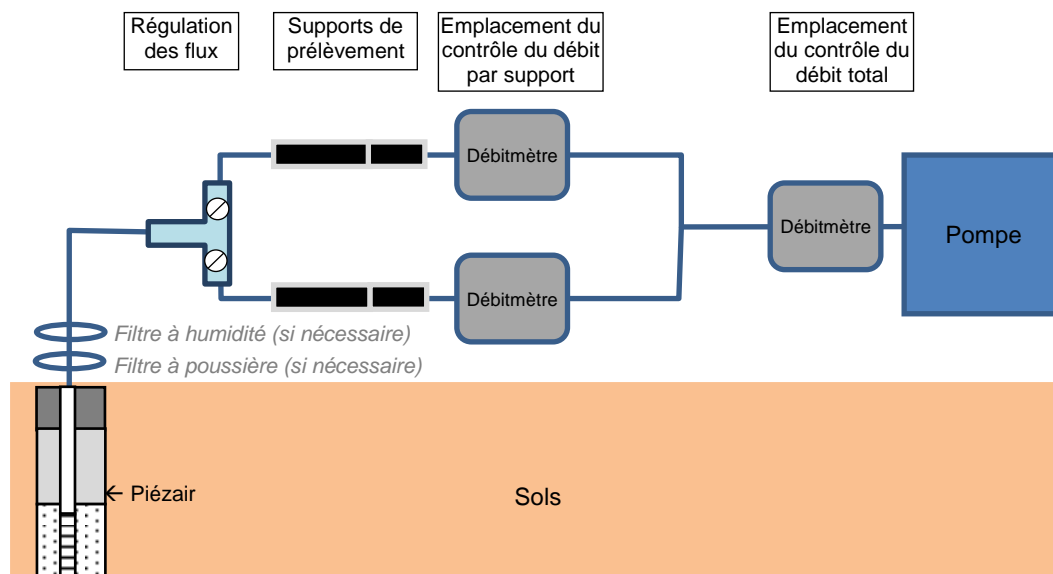 Régulation
des flux
Supports de
prélèvement
Emplacement du
contrôle du débit
par support
Emplacement
du contrôle du
débit total
Débitmètre
Débitmètre
Pompe
Débitmètre
Filtre à humidité (si nécessaire)
Filtre à poussière (si nécessaire)
← Piézair
Sols